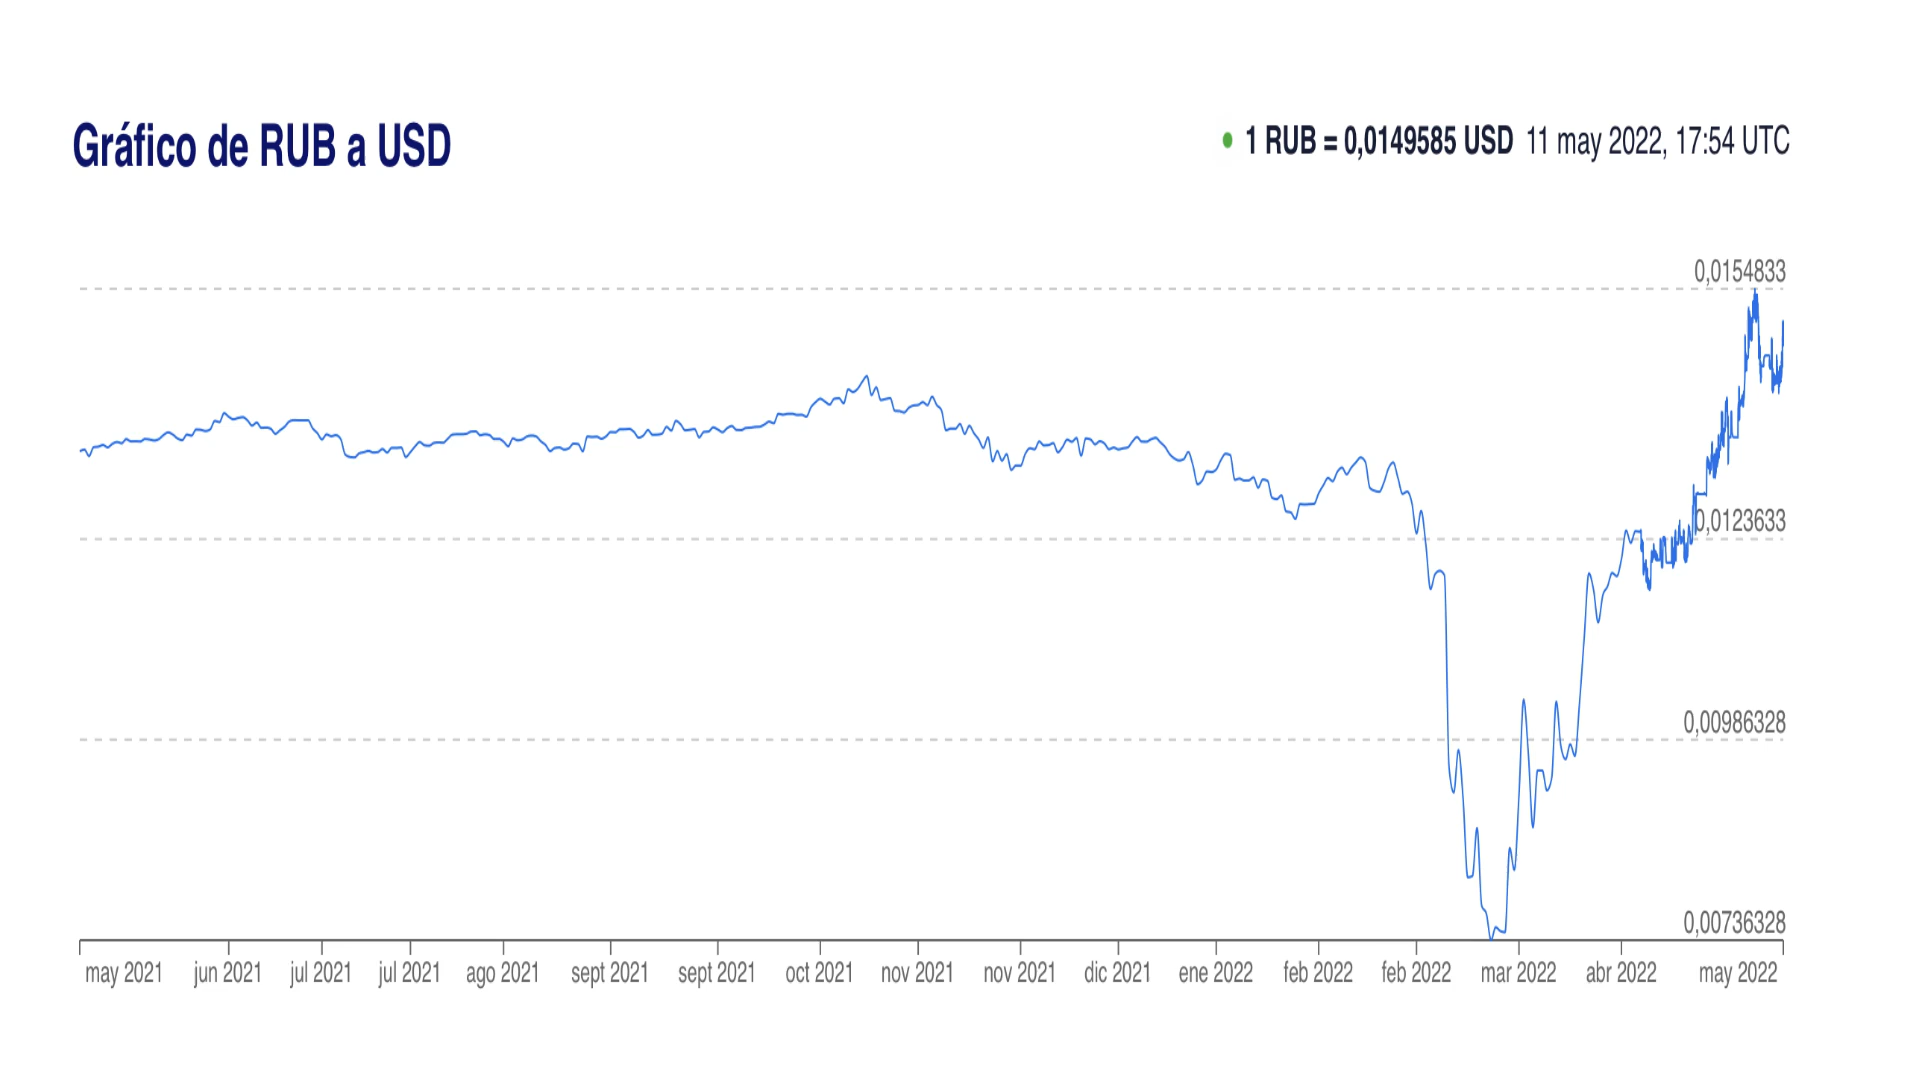 Gráfico de RUB a USD
1 RUB = 0,0149585 USD 11 may 2022, 17:54 UTC
0,0154833
0,0123633
0,00986328
0,00736328
may 2021 jun 2021 jul 2021 jul 2021 ago 2021 sept 2021 sept 2021 oct 2021 nov 2021 nov 2021 dic 2021 ene 2022 feb 2022 feb 2022 mar 2022 abr 2022 may 2022